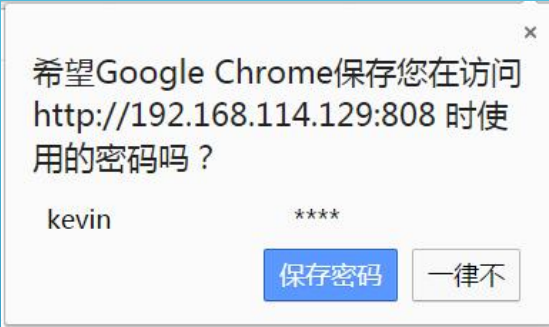 ×
希望Google Chrome保存您在访问
http://192.168.114.129:808 时使
用的密码吗？
kevin ****
保存密码 一律不